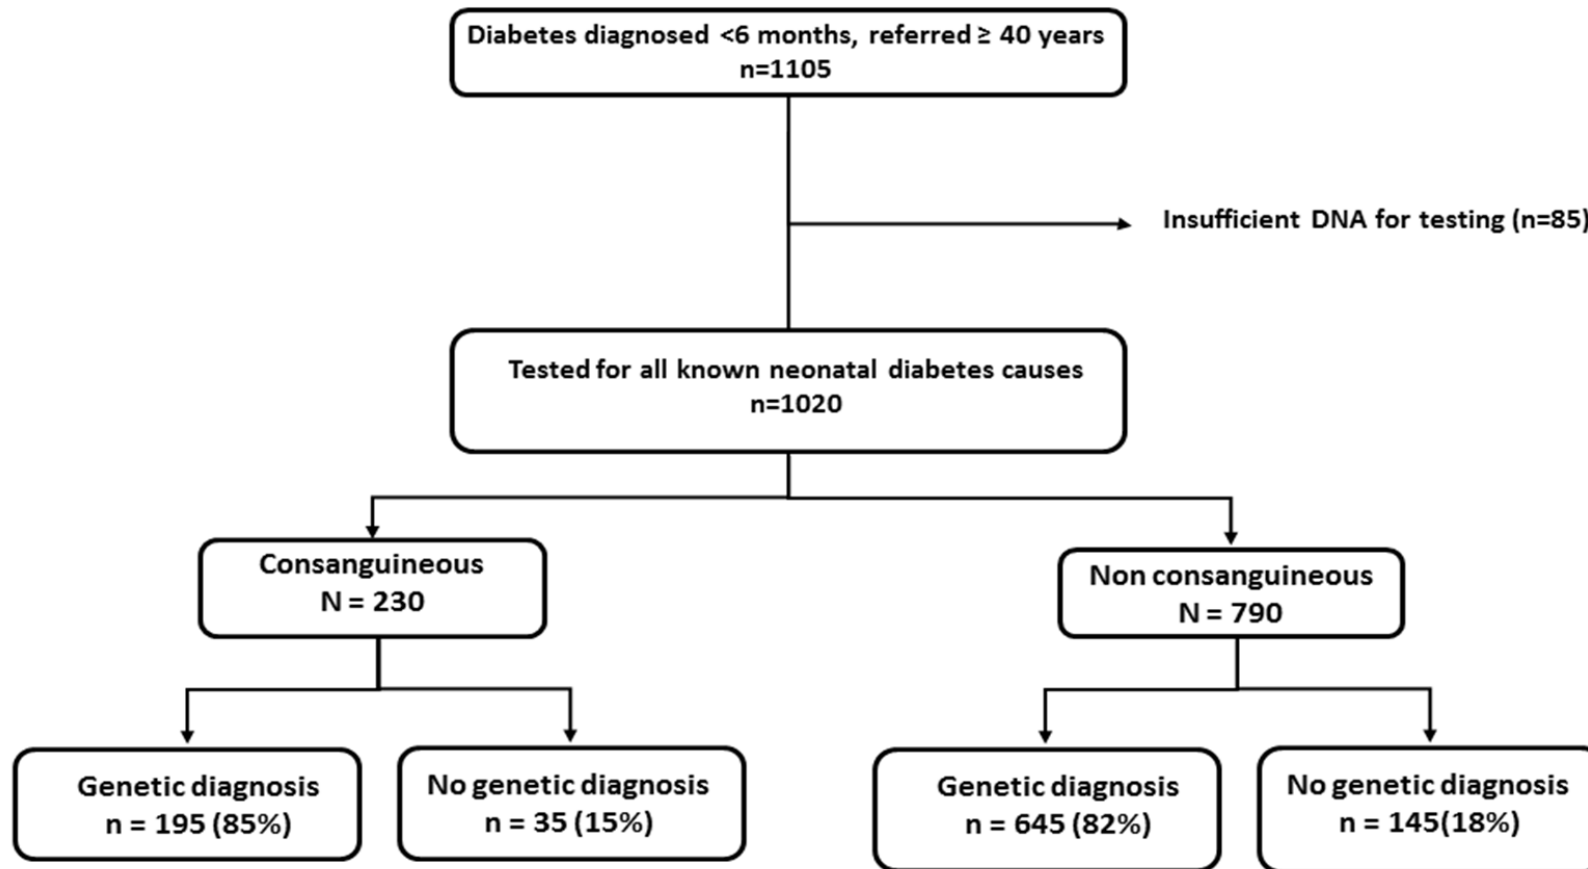 Diabetes diagnosed <6 months, referred ≥ 40 years
n=1105
Insufficient DNA for testing (n=85)
Tested for all known neonatal diabetes causes
n=1020
Consanguineous
N = 230
Non consanguineous
N = 790
Genetic diagnosis
n = 195 (85%)
No genetic diagnosis
n = 35 (15%)
Genetic diagnosis
n = 645 (82%)
No genetic diagnosis
n = 145(18%)